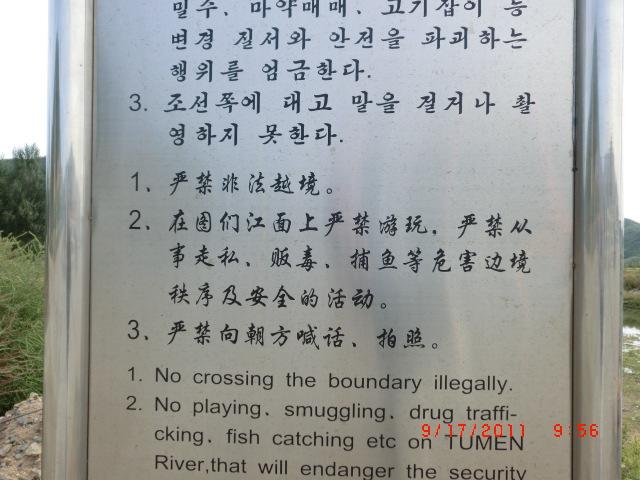 밀수、마약매매、고기잡이 등
변경 질서와 안전을 파괴하는
행위를 엄금한다.
3. 조선쪽에 대고 말을 걸거나 촬
영하지 못한다.
1、严禁非法越境。
2、在图们江面上严禁游玩，严禁从
事走私、贩毒、捕鱼等危害边境
秩序及安全的活动。
3、严禁向朝方喊话、拍照。
1. No crossing the boundary illegally.
2. No playing、smuggling、drug traffi-
cking、fish catching etc on TUMEN
River,that will endanger the security
9/17/2011 9:56